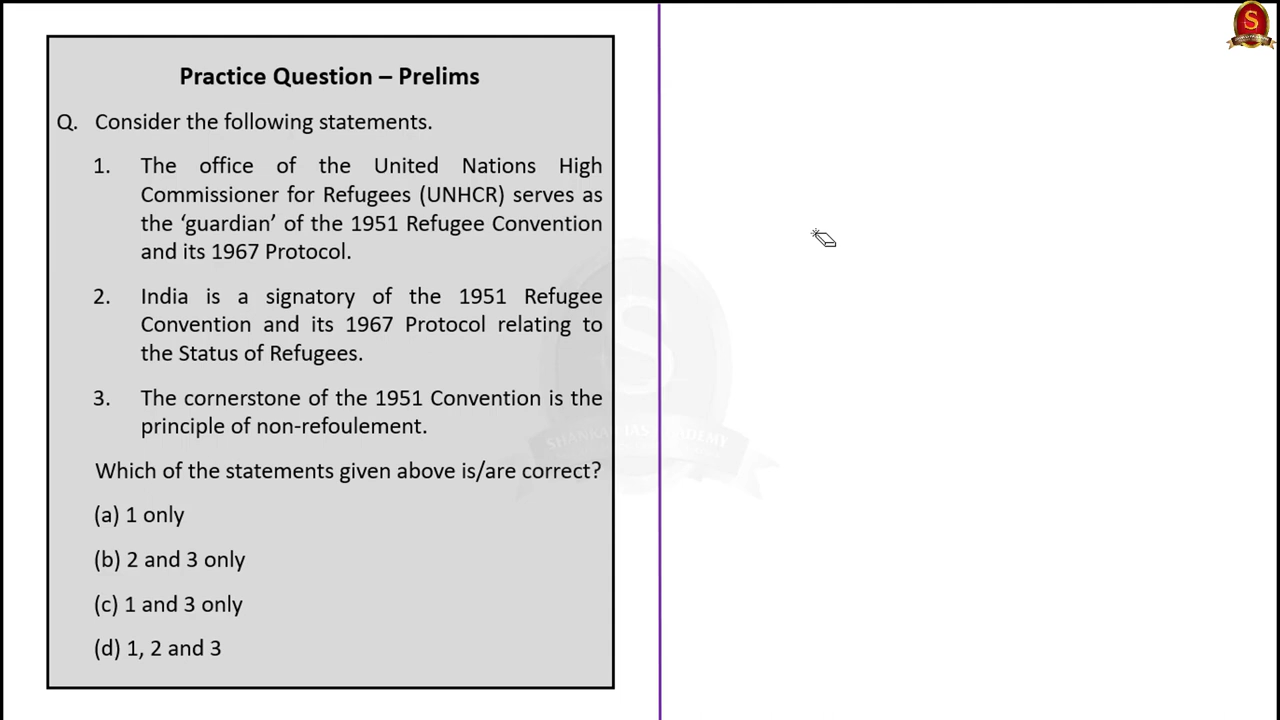 S
Practice Question – Prelims
Q. Consider the following statements.
1. The office of the United Nations High
Commissioner for Refugees (UNHCR) serves as
the ‘guardian’ of the 1951 Refugee Convention
and its 1967 Protocol.
2. India is a signatory of the 1951 Refugee
Convention and its 1967 Protocol relating to
the Status of Refugees.
3. The cornerstone of the 1951 Convention is the
principle of non-refoulement.
Which of the statements given above is/are correct?
(a) 1 only
(b) 2 and 3 only
(c) 1 and 3 only
(d) 1, 2 and 3
SHANKAR IAS ACADEMY